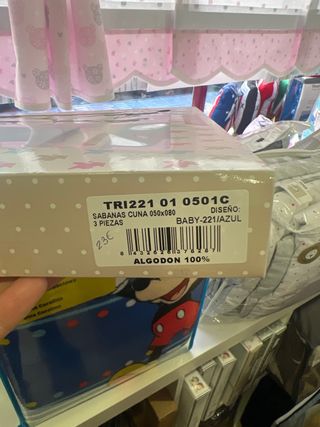 TRI221 01 0501C
SABANAS CUNA 050x080
DISEÑO:
3 PIEZAS
BABY-221/AZUL
23€
ALGODON 100%